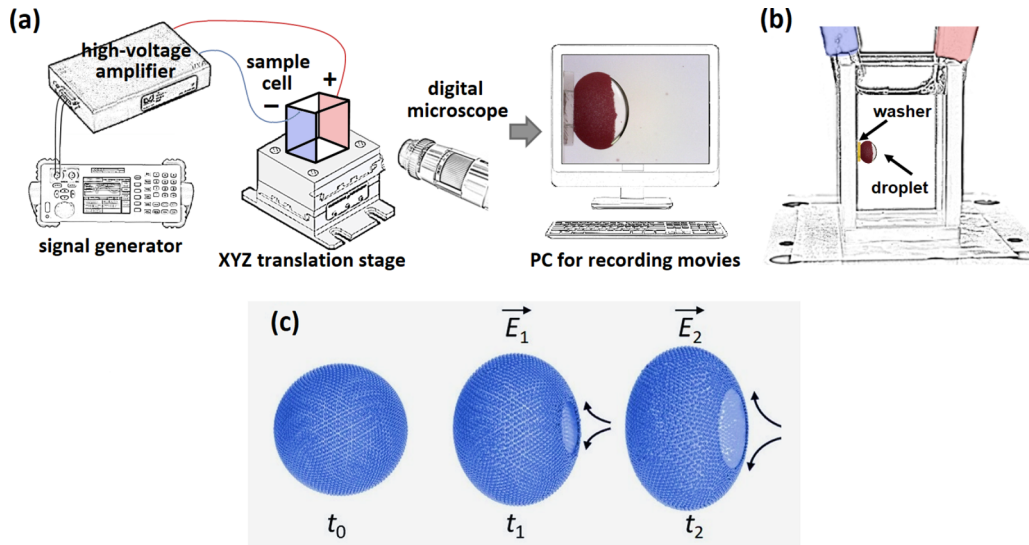 (a)
high-voltage
amplifier
sample
cell
−
+
digital
microscope
signal generator
XYZ translation stage
PC for recording movies
(b)
washer
droplet
(c)
E₁
E₂
t₀
t₁
t₂